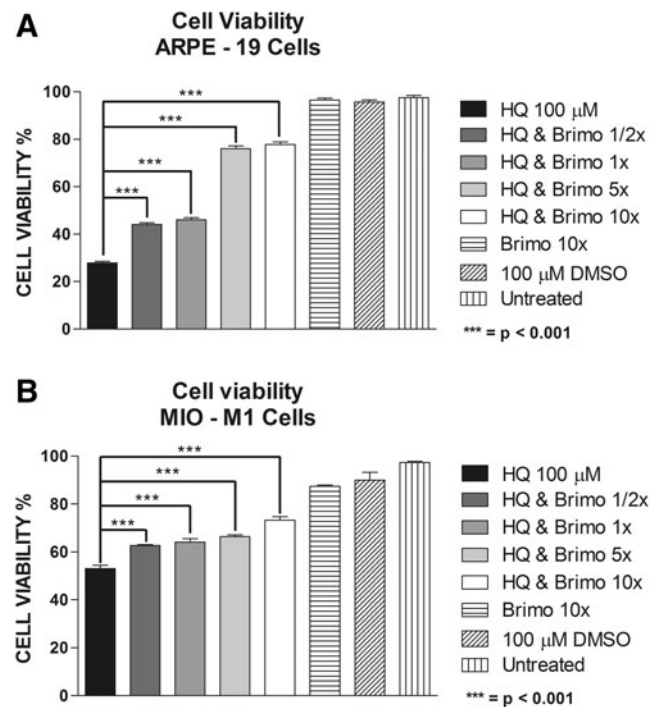 A
Cell Viability
ARPE - 19 Cells
CELL VIABILITY %
100
80
60
40
20
0
***
***
***
***
HQ 100 μM
HQ & Brimo 1/2x
HQ & Brimo 1x
HQ & Brimo 5x
HQ & Brimo 10x
Brimo 10x
100 μM DMSO
Untreated
*** = p < 0.001
B
Cell viability
MIO - M1 Cells
CELL VIABILITY %
100
80
60
40
20
0
***
***
***
***
HQ 100 μM
HQ & Brimo 1/2x
HQ & Brimo 1x
HQ & Brimo 5x
HQ & Brimo 10x
Brimo 10x
100 μM DMSO
Untreated
*** = p < 0.001